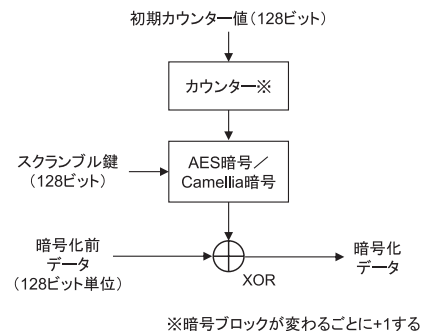 初期カウンター値（128ビット）
カウンター※
スクランブル鍵
（128ビット）
AES暗号／
Camellia暗号
暗号化前
データ
（128ビット単位）
XOR
暗号化
データ
※暗号ブロックが変わるごとに+1する